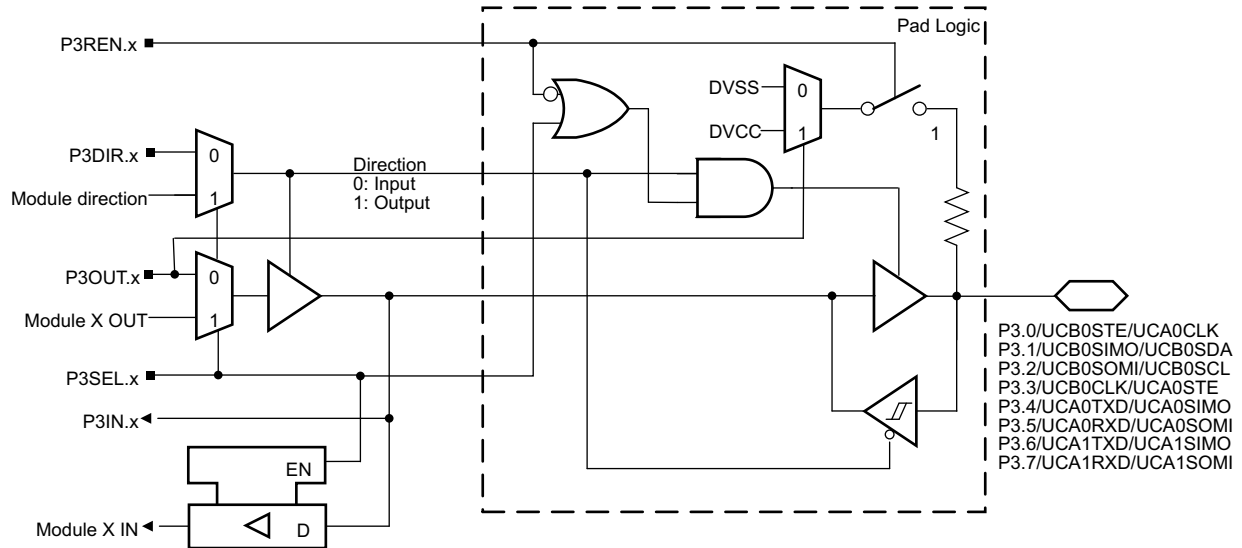 Pad Logic
P3REN.x
DVSS
0
DVCC
1
1
P3DIR.x
0
Module direction
1
Direction
0: Input
1: Output
P3OUT.x
0
Module X OUT
1
P3SEL.x
P3IN.x
EN
D
Module X IN
P3.0/UCB0STE/UCA0CLK
P3.1/UCB0SIMO/UCB0SDA
P3.2/UCB0SOMI/UCB0SCL
P3.3/UCB0CLK/UCA0STE
P3.4/UCA0TXD/UCA0SIMO
P3.5/UCA0RXD/UCA0SOMI
P3.6/UCA1TXD/UCA1SIMO
P3.7/UCA1RXD/UCA1SOMI